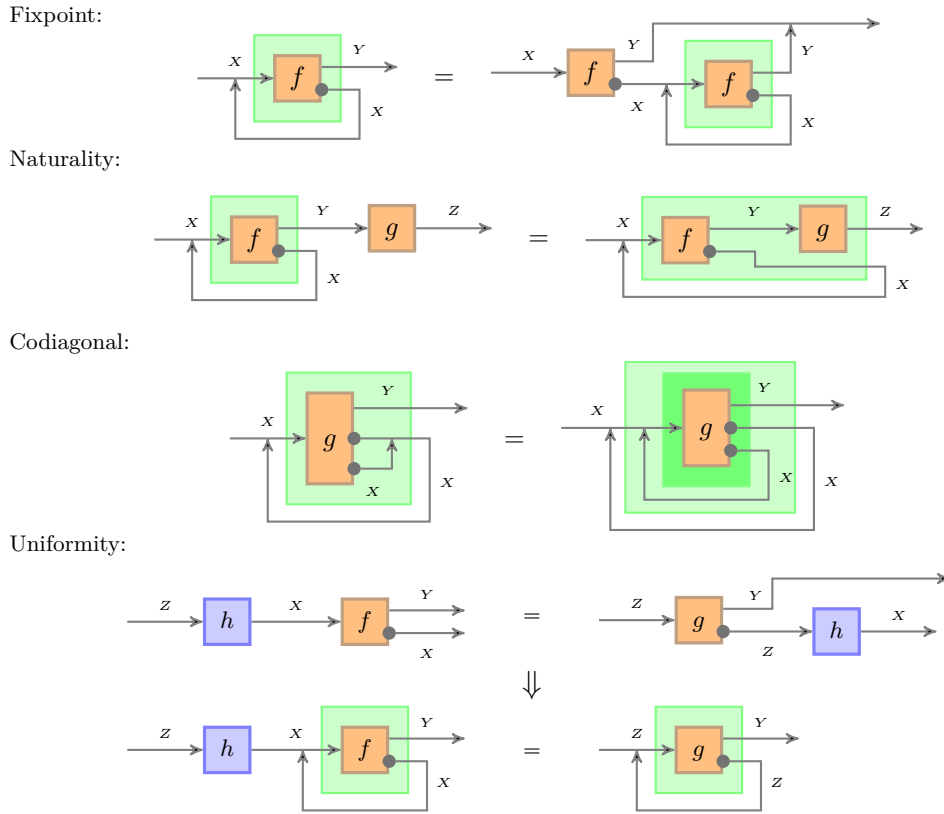 Fixpoint:
X f Y X = X f Y X f Y X
Naturality:
X f Y X g Z = X f Y g Z X
Codiagonal:
X g Y X X = X g Y X X
Uniformity:
Z h X f Y X = Z g Y Z h X
⇓
Z h X f Y X = Z g Y Z